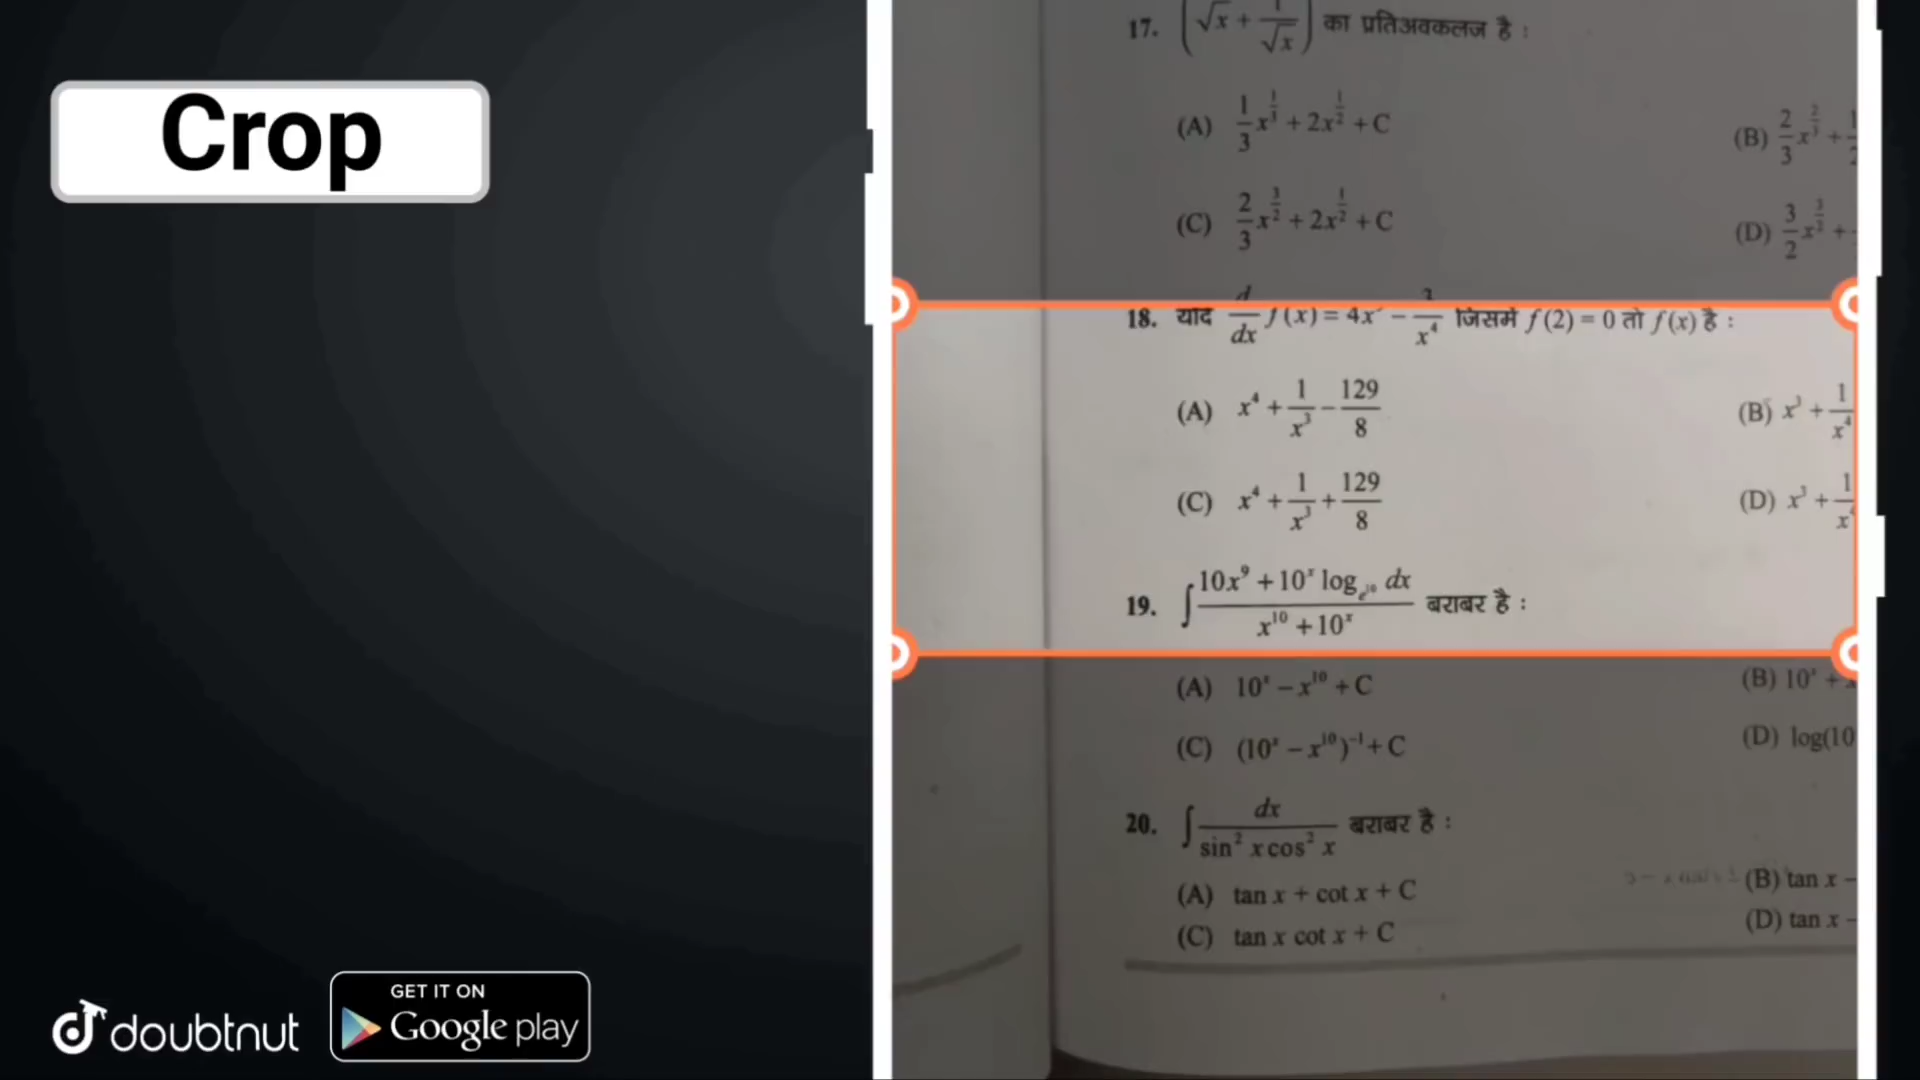 Crop
17. (√x + 1/√x) का प्रतिअवकलज है :
(A) 1/3 x^{1/3} + 2x^{1/2} + C
(B) 2/3 x^{2/3} +
(C) 2/3 x^{3/2} + 2x^{1/2} + C
(D) 3/2 x^{3/2} +
18. यदि d/dx f(x) = 4x³ - 3/x⁴ जिसमें f(2) = 0 तो f(x) है :
(A) x⁴ + 1/x³ - 129/8
(B) x³ + 1/x⁴
(C) x⁴ + 1/x³ + 129/8
(D) x³ + 1/x⁴
19. ∫ (10x⁹ + 10ˣ log_{e^{10}} dx)/(x¹⁰ + 10ˣ) बराबर है :
(A) 10ˣ - x¹⁰ + C
(B) 10ˣ +
(C) (10ˣ - x¹⁰)⁻¹ + C
(D) log(10
20. ∫ dx/(sin² x cos² x) बराबर है :
(A) tan x + cot x + C
(B) tan x -
(C) tan x cot x + C
(D) tan x -
doubtnut
GET IT ON
Google play